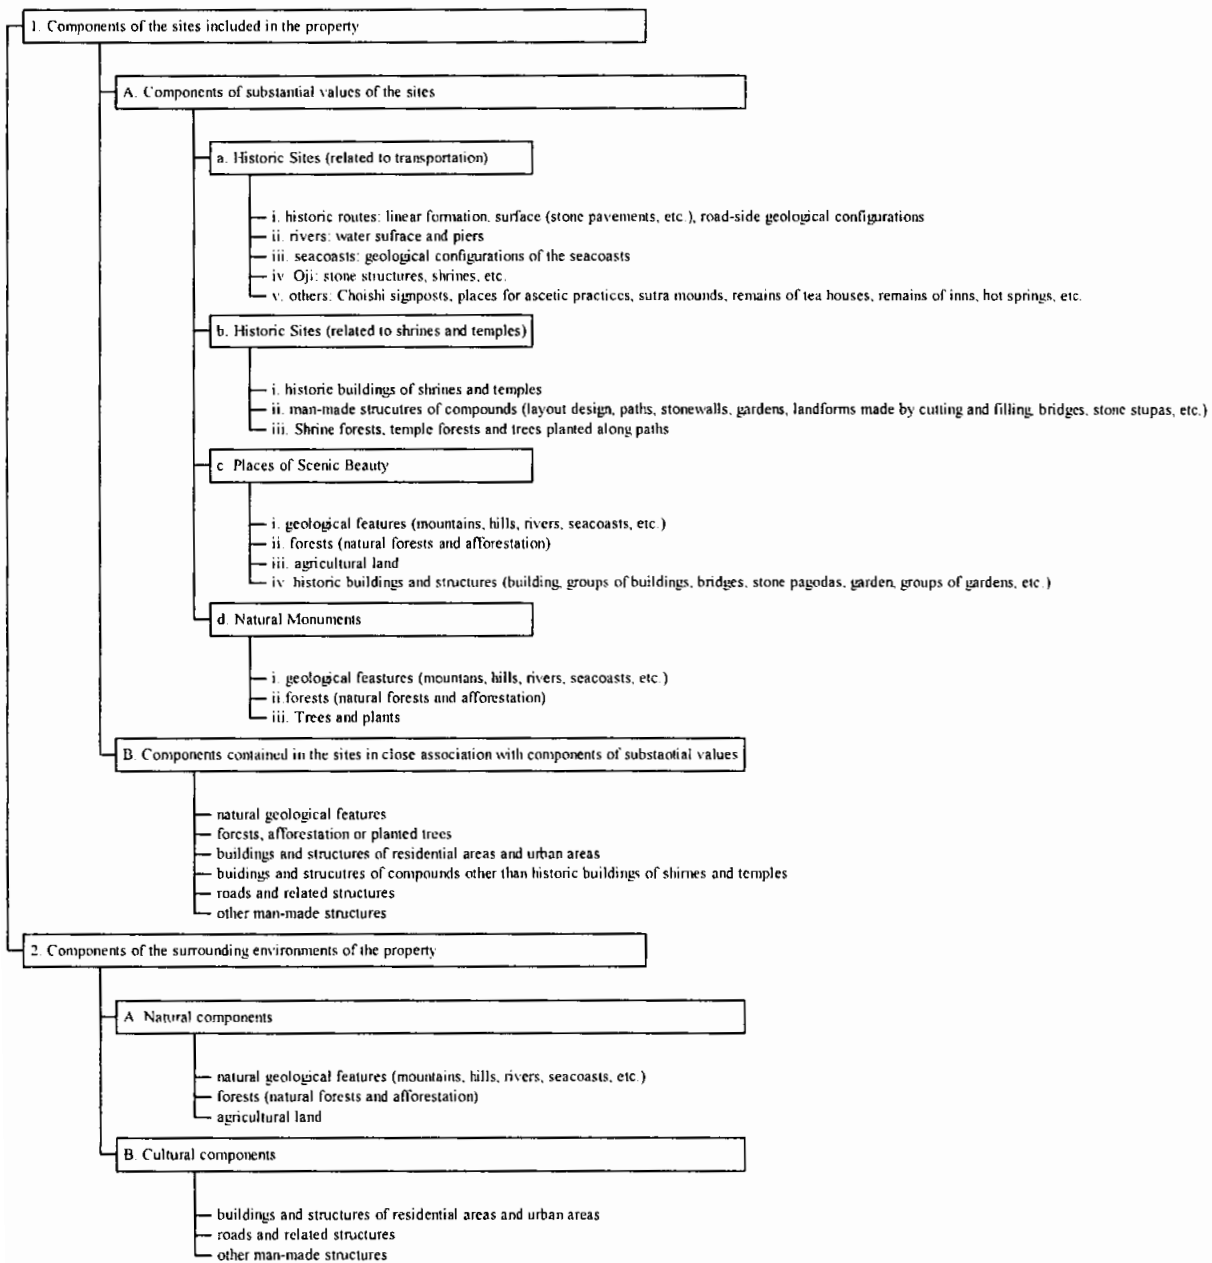 1. Components of the sites included in the property
A. Components of substantial values of the sites
a. Historic Sites (related to transportation)
i. historic routes: linear formation, surface (stone pavements, etc.), road-side geological configurations
ii. rivers: water sufrace and piers
iii. seacoasts: geological configurations of the seacoasts
iv Oji: stone structures, shrines, etc.
v. others: Choishi signposts, places for ascetic practices, sutra mounds, remains of tea houses, remains of inns, hot springs, etc.
b. Historic Sites (related to shrines and temples)
i. historic buildings of shrines and temples
ii. man-made strucutres of compounds (layout design, paths, stonewalls, gardens, landforms made by cutting and filling, bridges, stone stupas, etc.)
iii. Shrine forests, temple forests and trees planted along paths
c Places of Scenic Beauty
i. geological features (mountains, hills, rivers, seacoasts, etc.)
ii. forests (natural forests and afforestation)
iii. agricultural land
iv historic buildings and structures (building, groups of buildings, bridges, stone pagodas, garden, groups of gardens, etc.)
d. Natural Monuments
i. geological feastures (mountans, hills, rivers, seacoasts, etc.)
ii.forests (natural forests and afforestation)
iii. Trees and plants
B. Components contained in the sites in close association with components of substantial values
natural geological features
forests, afforestation or planted trees
buildings and structures of residential areas and urban areas
buidings and strucutres of compounds other than historic buildings of shirnes and temples
roads and related structures
other man-made structures
2. Components of the surrounding environments of the property
A Natural components
natural geological features (mountains, hills, rivers, seacoasts, etc.)
forests (natural forests and afforestation)
agricultural land
B. Cultural components
buildings and structures of residential areas and urban areas
roads and related structures
other man-made structures